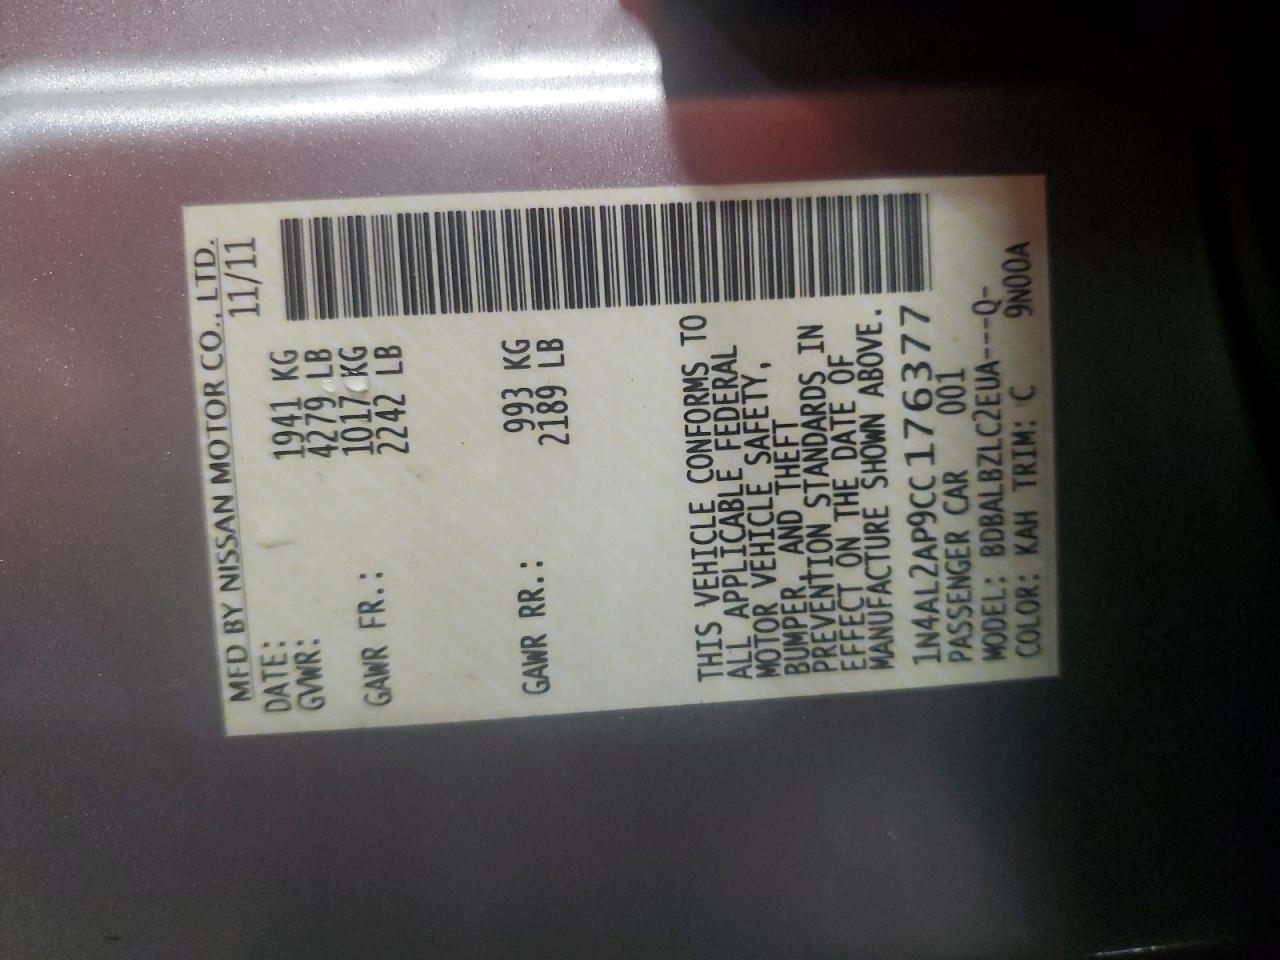 MFD BY NISSAN MOTOR CO., LTD.
DATE: 11/11
GVWR: 1941 KG
4279 LB
GAWR FR.: 1017 KG
2242 LB
GAWR RR.: 993 KG
2189 LB
THIS VEHICLE CONFORMS TO
ALL APPLICABLE FEDERAL
MOTOR VEHICLE SAFETY,
BUMPER, AND THEFT
PREVENTION STANDARDS IN
EFFECT ON THE DATE OF
MANUFACTURE SHOWN ABOVE.
1N4AL2AP9CC176377
PASSENGER CAR 001
MODEL: BDBALBZLC2EUA---Q-
COLOR: KAH TRIM: C 9N00A